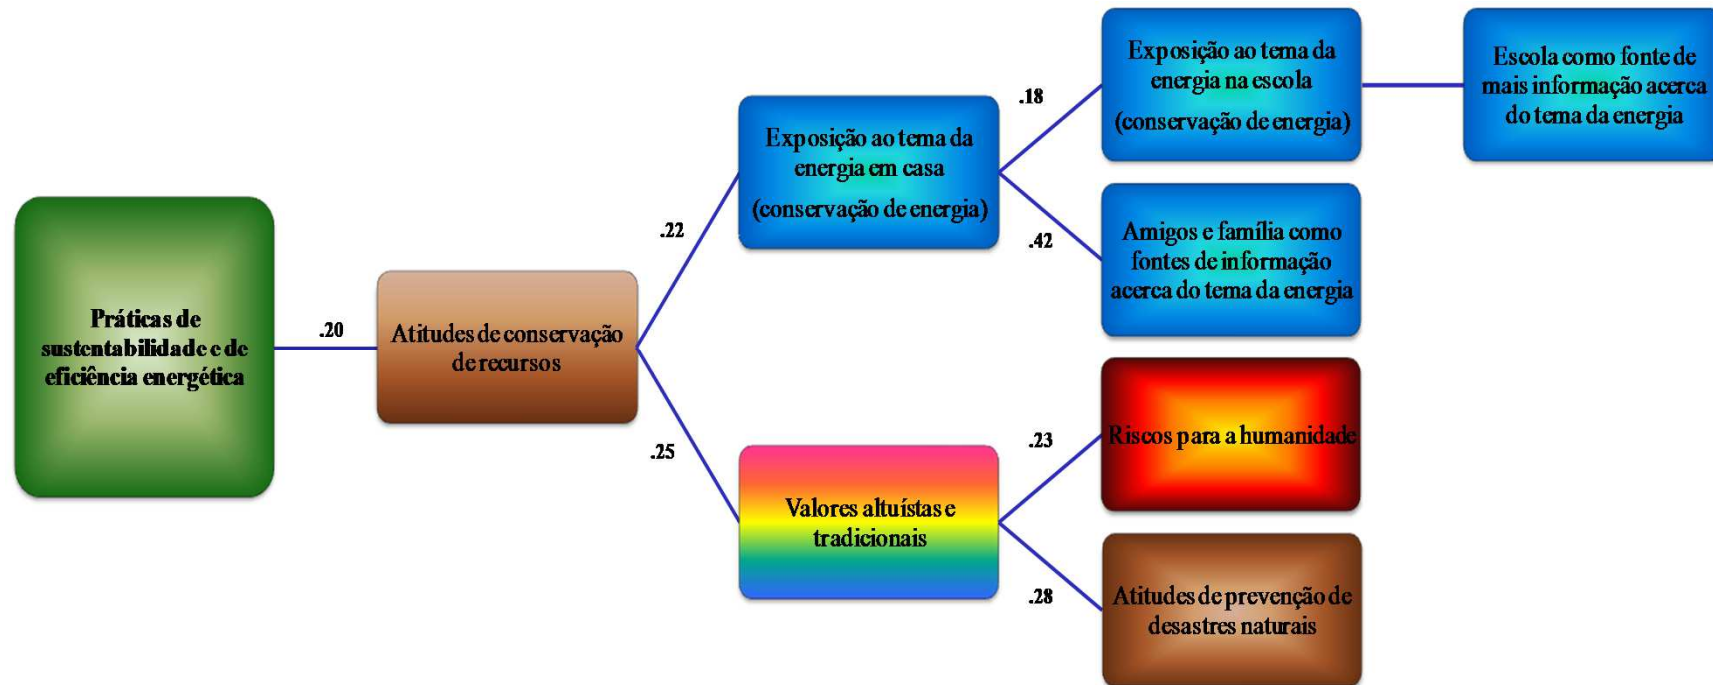 Práticas de
sustentabilidade e de
eficiência energética
.20
Atitudes de conservação
de recursos
.22
.25
Exposição ao tema da
energia em casa
(conservação de energia)
Valores altuístas e
tradicionais
.18
.42
.23
.28
Exposição ao tema da
energia na escola
(conservação de energia)
Amigos e família como
fontes de informação
acerca do tema da energia
Riscos para a humanidade
Atitudes de prevenção de
desastres naturais
Escola como fonte de
mais informação acerca
do tema da energia